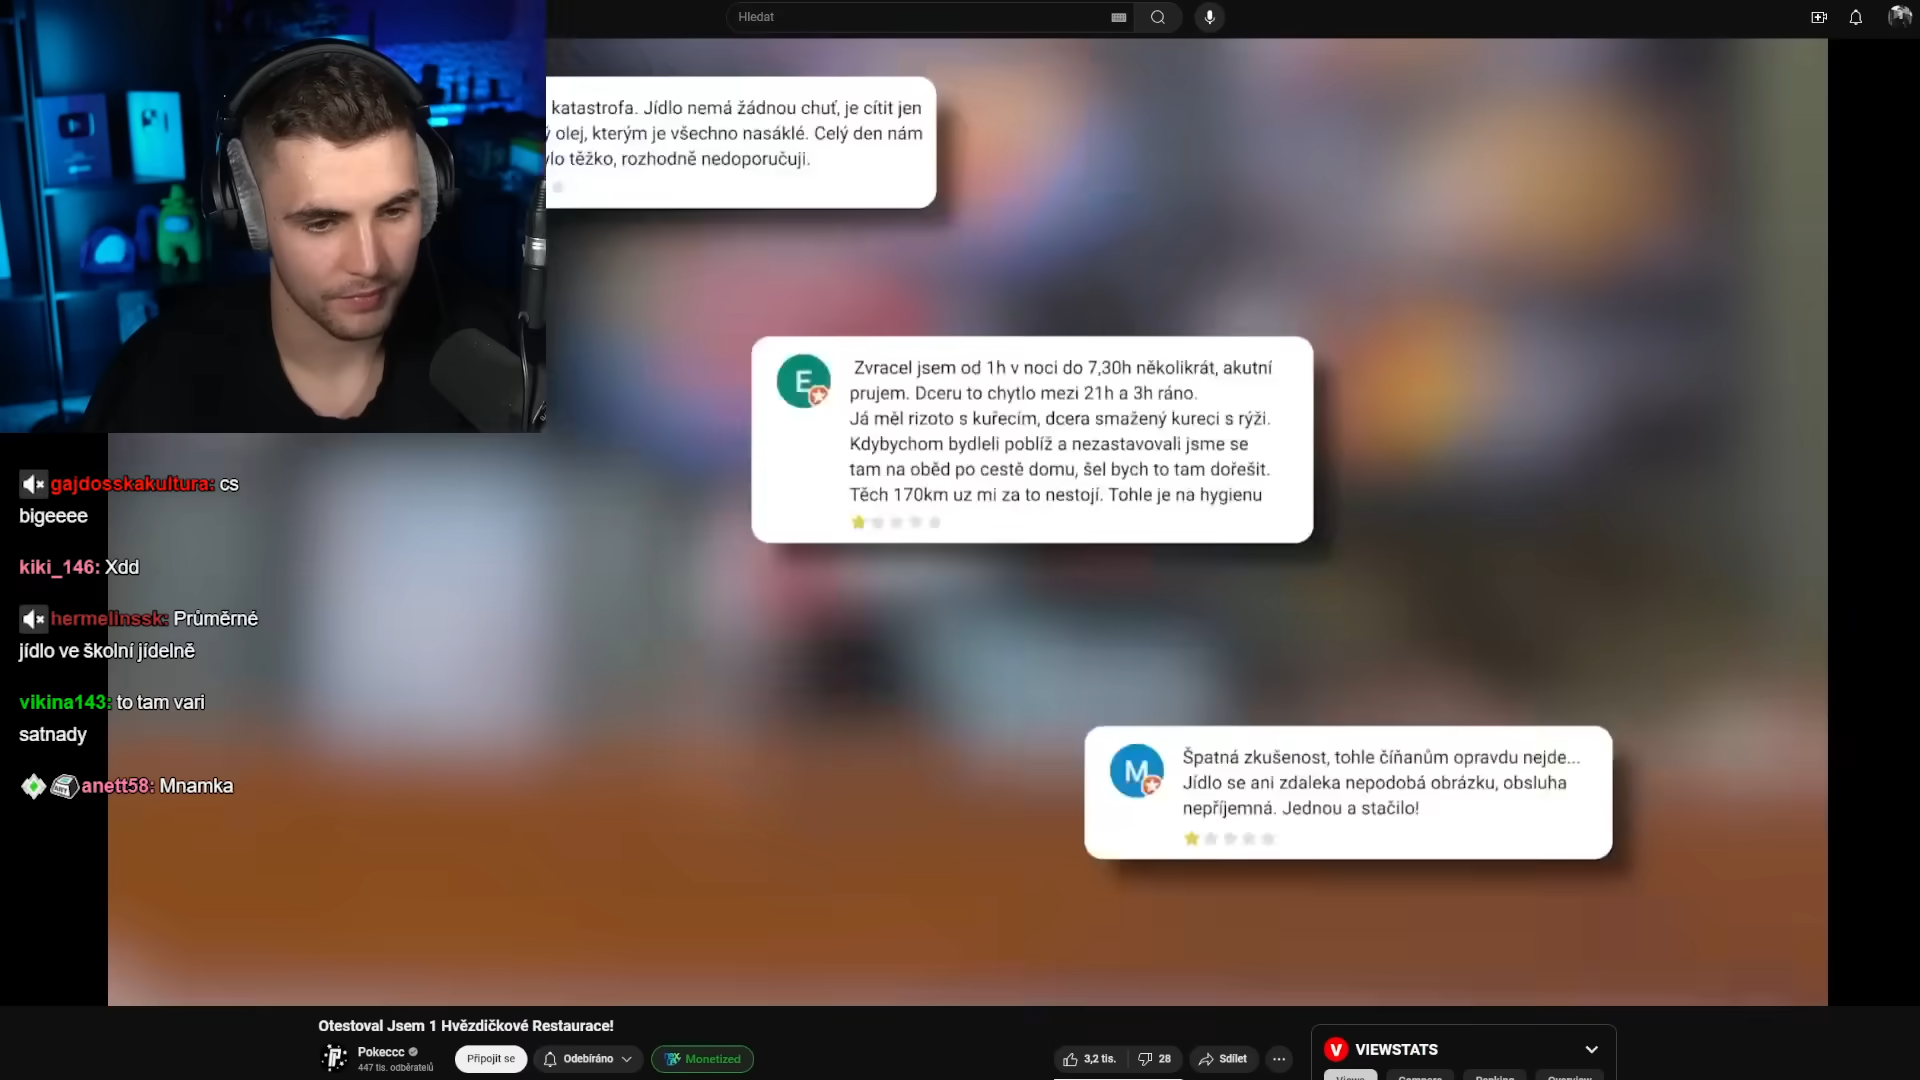 Hledat
katastrofa. Jídlo nemá žádnou chuť, je cítit jen
olej, kterým je všechno nasáklé. Celý den nám
těžko, rozhodně nedoporučuji.
E
Zvracel jsem od 1h v noci do 7,30h několikrát, akutní
prujem. Dceru to chytlo mezi 21h a 3h ráno.
Já měl rizoto s kuřecím, dcera smažený kureci s rýži.
Kdybychom bydleli poblíž a nezastavovali jsme se
tam na oběd po cestě domu, šel bych to tam dořešit.
Těch 170km uz mi za to nestojí. Tohle je na hygienu
gajdosskakultura: cs
bigeeee
kiki_146: Xdd
hermelinssk: Průměrné
jídlo ve školní jídelně
vikina143: to tam vari
satnady
anett58: Mnamka
M
Špatná zkušenost, tohle číňanům opravdu nejde...
Jídlo se ani zdaleka nepodobá obrázku, obsluha
nepříjemná. Jednou a stačilo!
Otestoval Jsem 1 Hvězdičkové Restaurace!
Pokeccc
447 tis. odběratelů
Připojit se
Odebíráno
Monetized
3,2 tis.
28
Sdílet
V VIEWSTATS